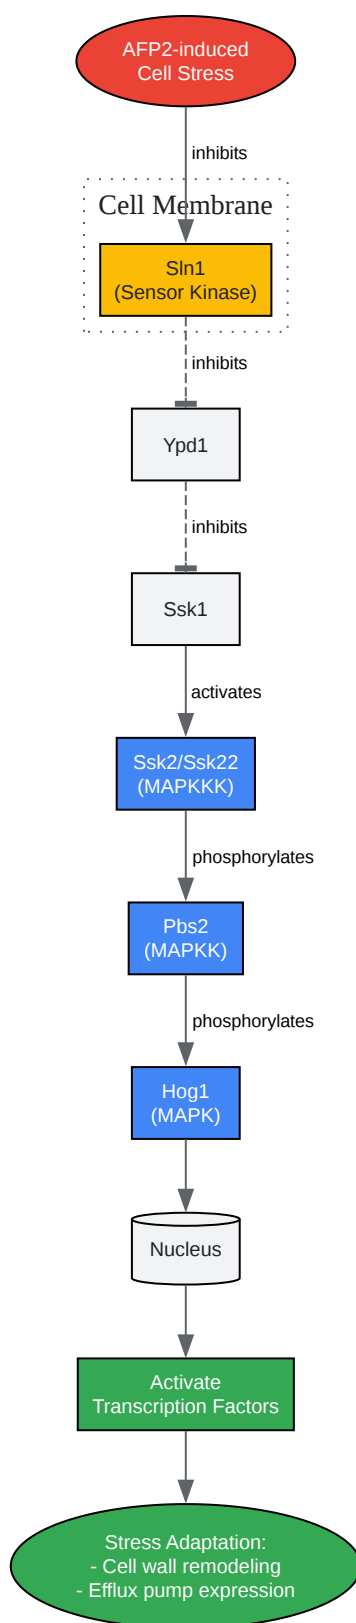 AFP2-induced
Cell Stress
inhibits
Cell Membrane
Sln1
(Sensor Kinase)
inhibits
Ypd1
inhibits
Ssk1
activates
Ssk2/Ssk22
(MAPKKK)
phosphorylates
Pbs2
(MAPKK)
phosphorylates
Hog1
(MAPK)
Nucleus
Activate
Transcription Factors
Stress Adaptation:
- Cell wall remodeling
- Efflux pump expression